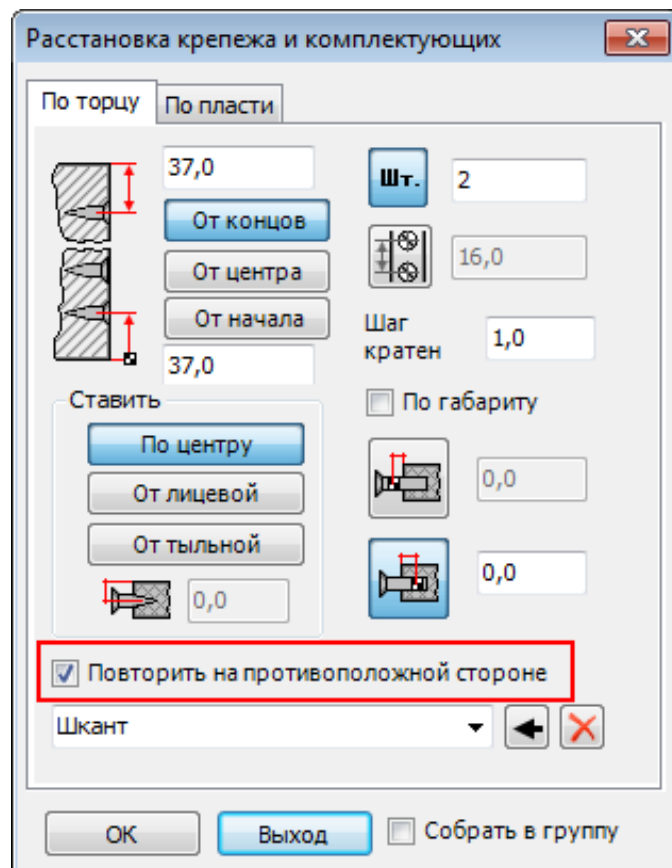 Расстановка крепежа и комплектующих
По торцу
По пласти
37,0
Шт.
2
От концов
От центра
16,0
От начала
Шаг
кратен
1,0
37,0
Ставить
По габариту
По центру
От лицевой
0,0
От тыльной
0,0
0,0
Повторить на противоположной стороне
Шкант
ОК
Выход
Собрать в группу